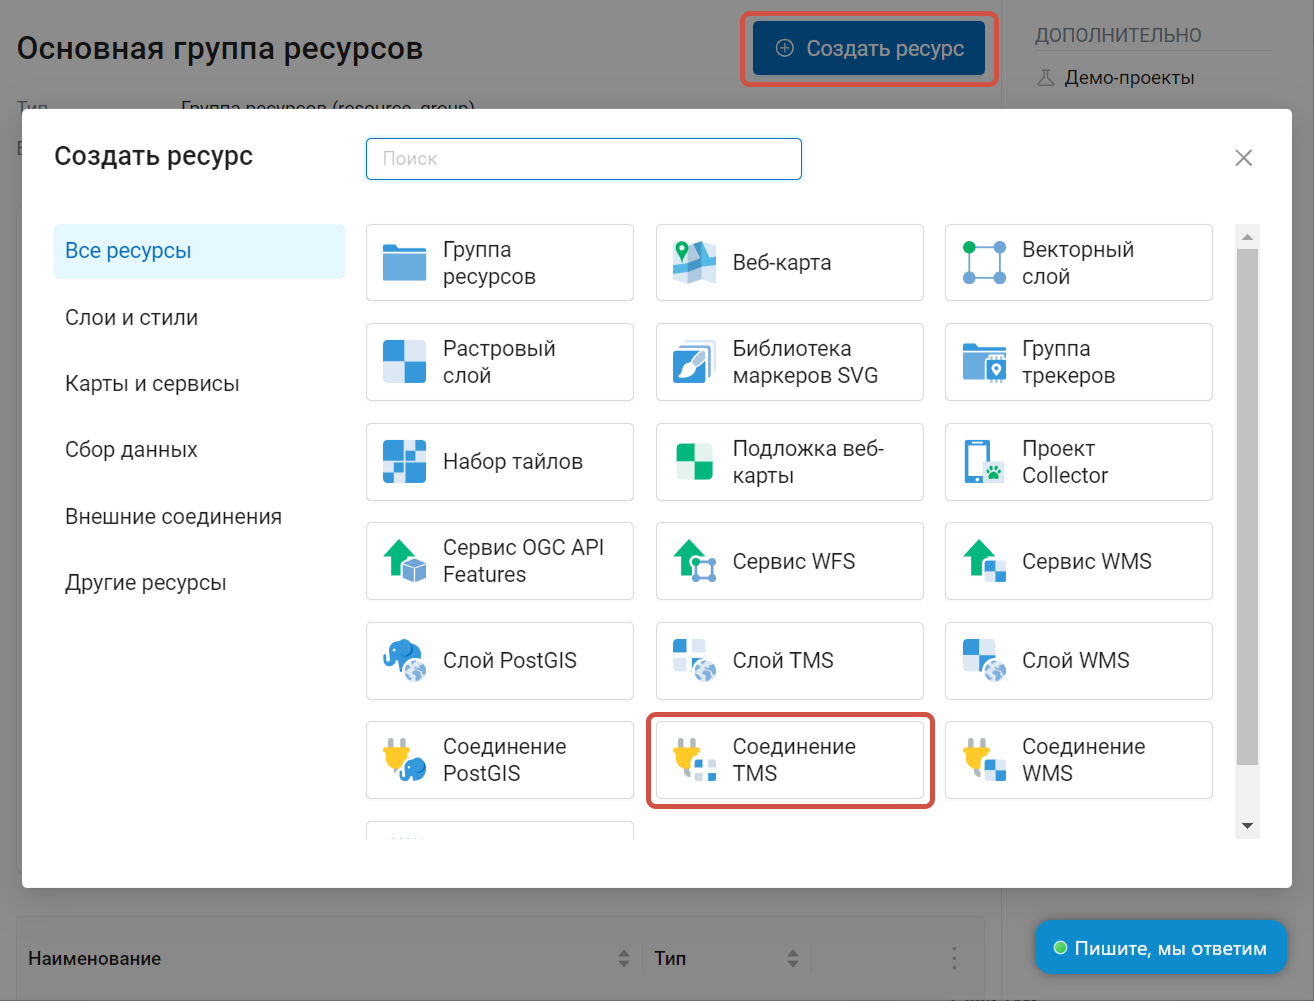 Основная группа ресурсов
Создать ресурс
ДОПОЛНИТЕЛЬНО
Демо-проекты
Тип
Группа ресурсов (resource_group)
Создать ресурс
Поиск
Все ресурсы
Слои и стили
Карты и сервисы
Сбор данных
Внешние соединения
Другие ресурсы
Группа
ресурсов
Веб-карта
Векторный
слой
Растровый
слой
Библиотека
маркеров SVG
Группа
трекеров
Набор тайлов
Подложка веб-
карты
Проект
Collector
Сервис OGC API
Features
Сервис WFS
Сервис WMS
Слой PostGIS
Слой TMS
Слой WMS
Соединение
PostGIS
Соединение
TMS
Соединение
WMS
Наименование
Тип
Пишите, мы ответим